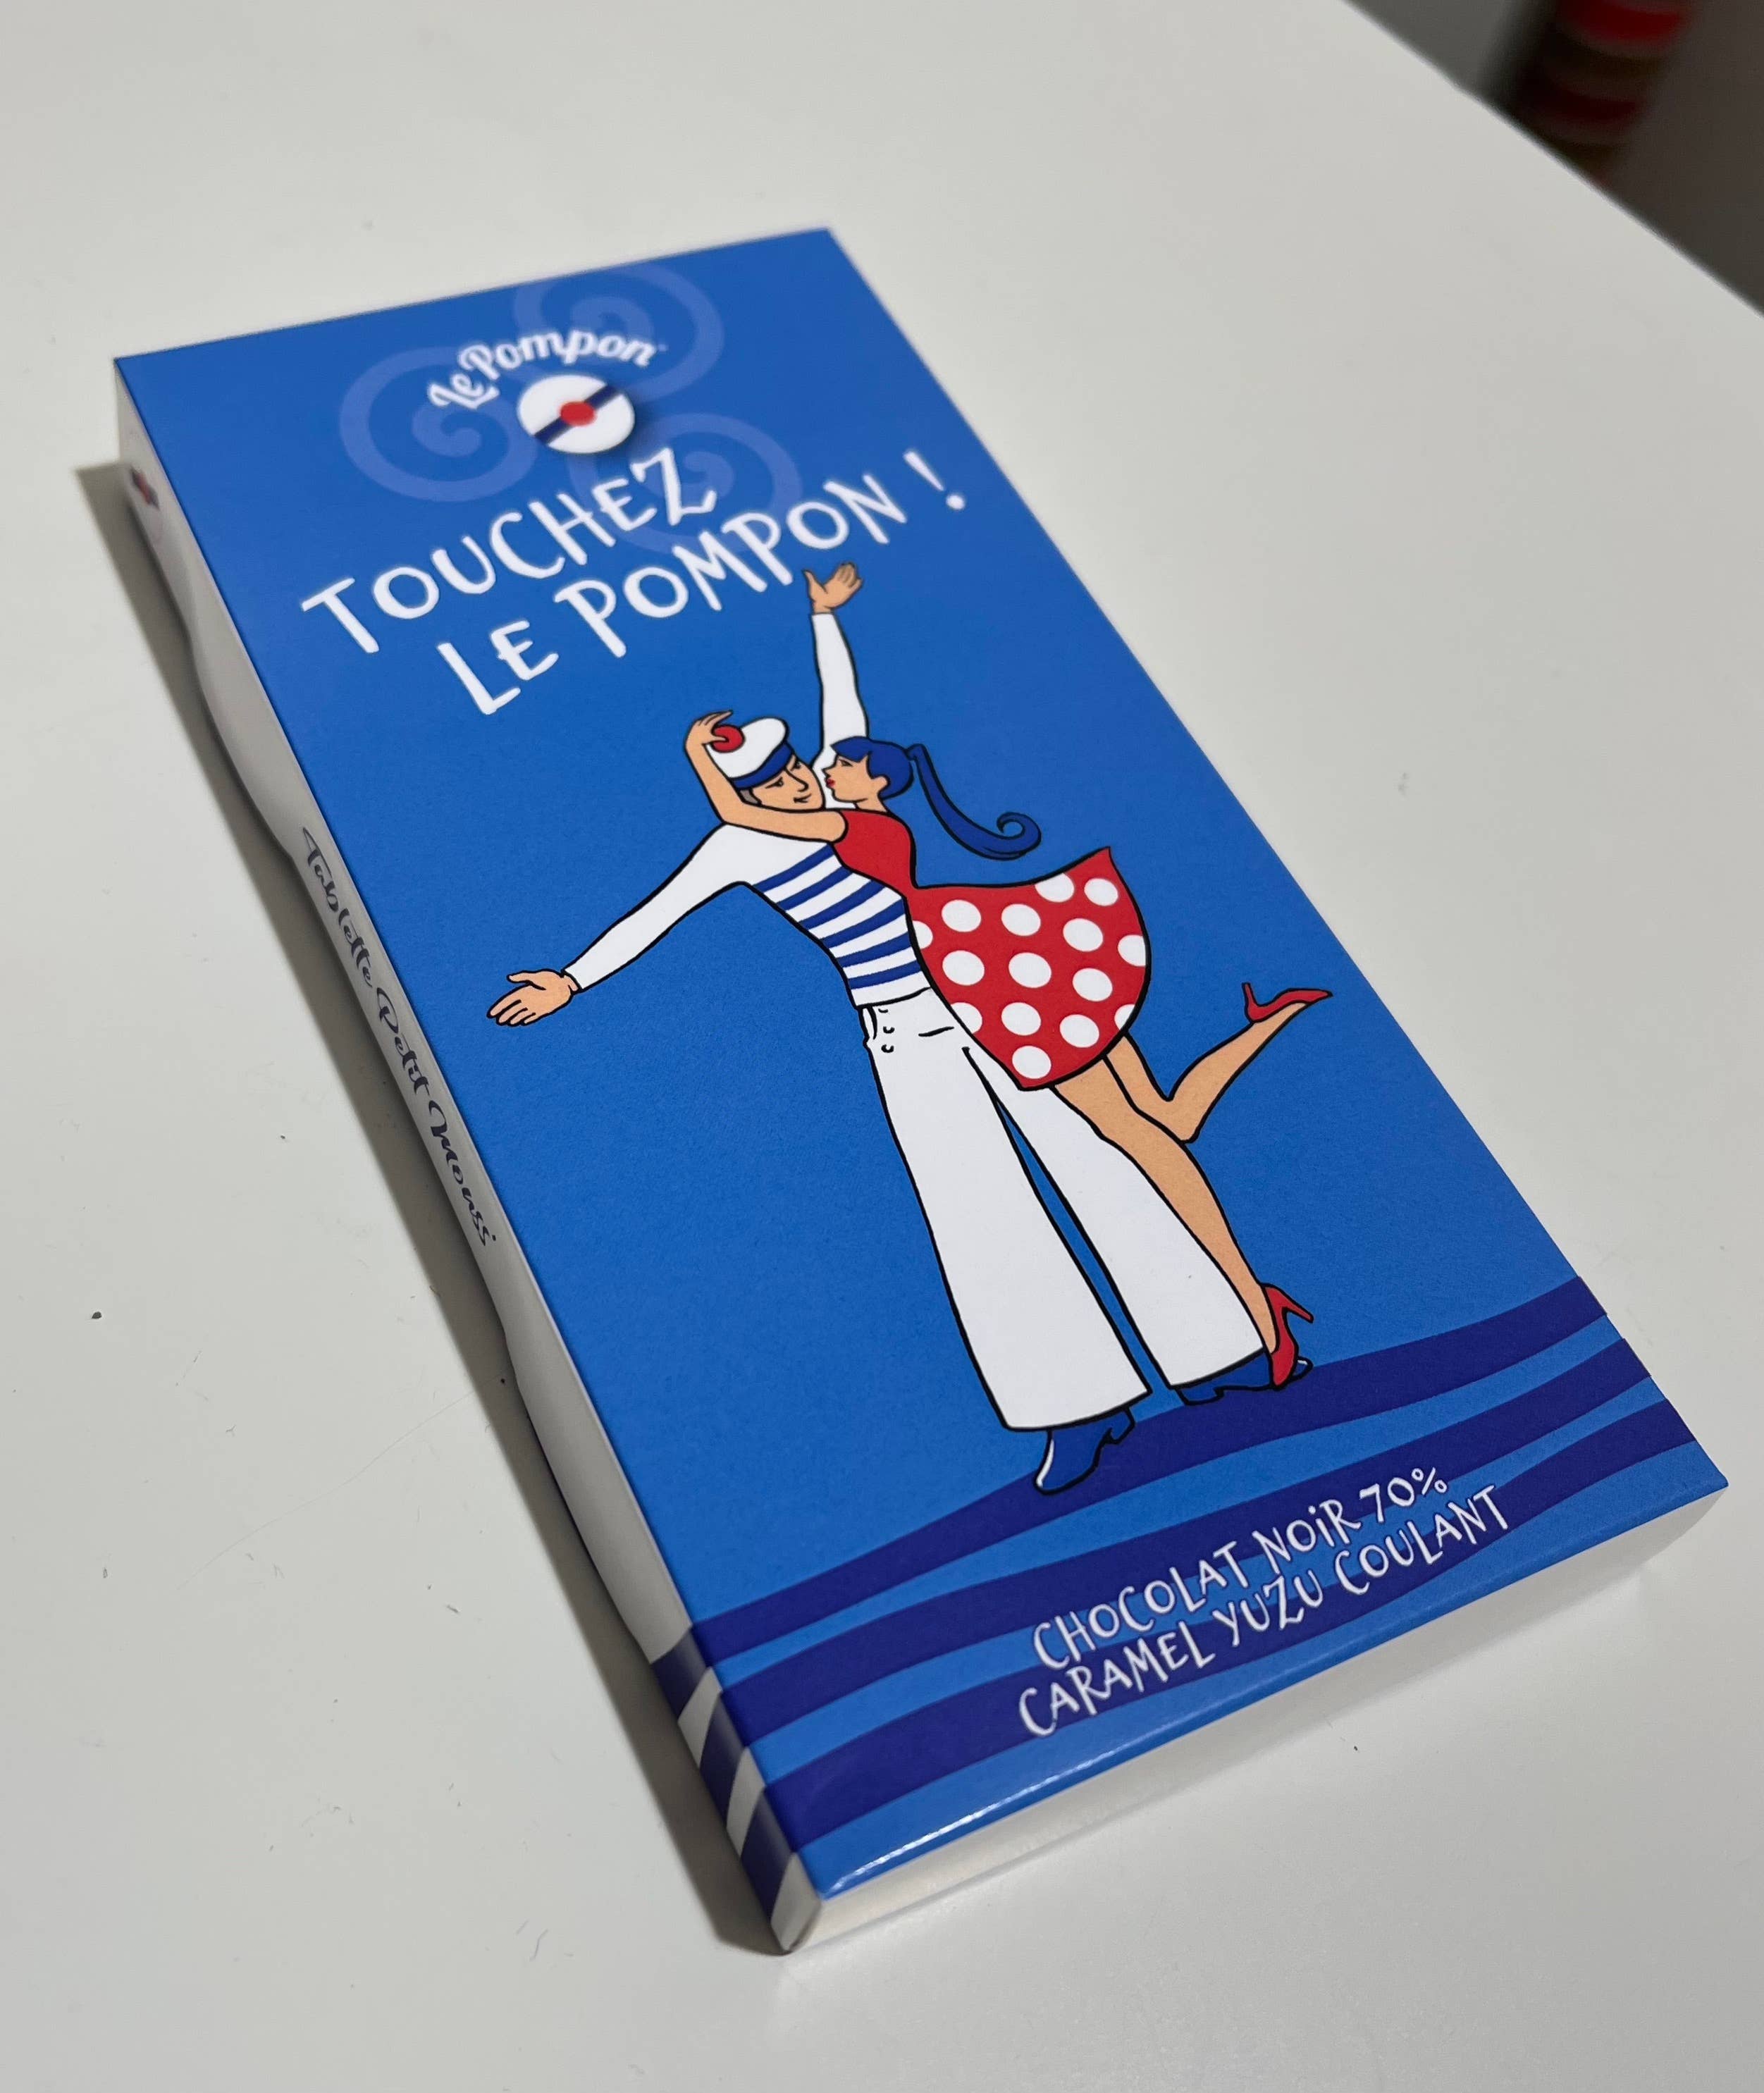 Le Pompon
TOUCHEZ
LE POMPON !
Tablette Petit Mouss'
CHOCOLAT NOIR 70%
CARAMEL YUZU COULANT